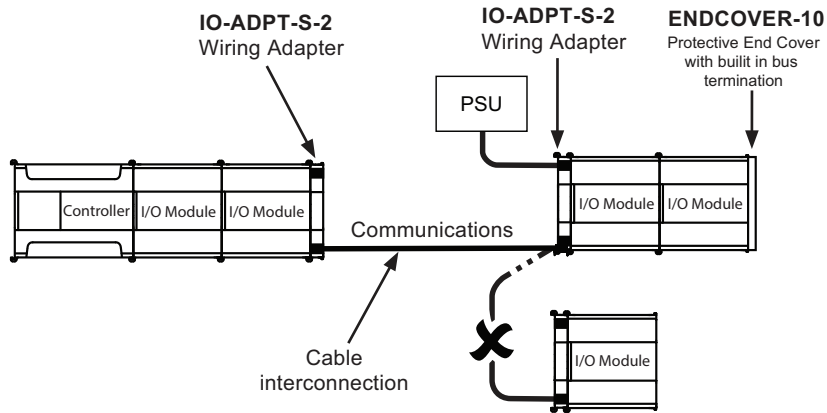 IO-ADPT-S-2
Wiring Adapter
IO-ADPT-S-2
Wiring Adapter
ENDCOVER-10
Protective End Cover
with builit in bus
termination
PSU
Controller
I/O Module
I/O Module
Communications
I/O Module
I/O Module
Cable
interconnection
I/O Module